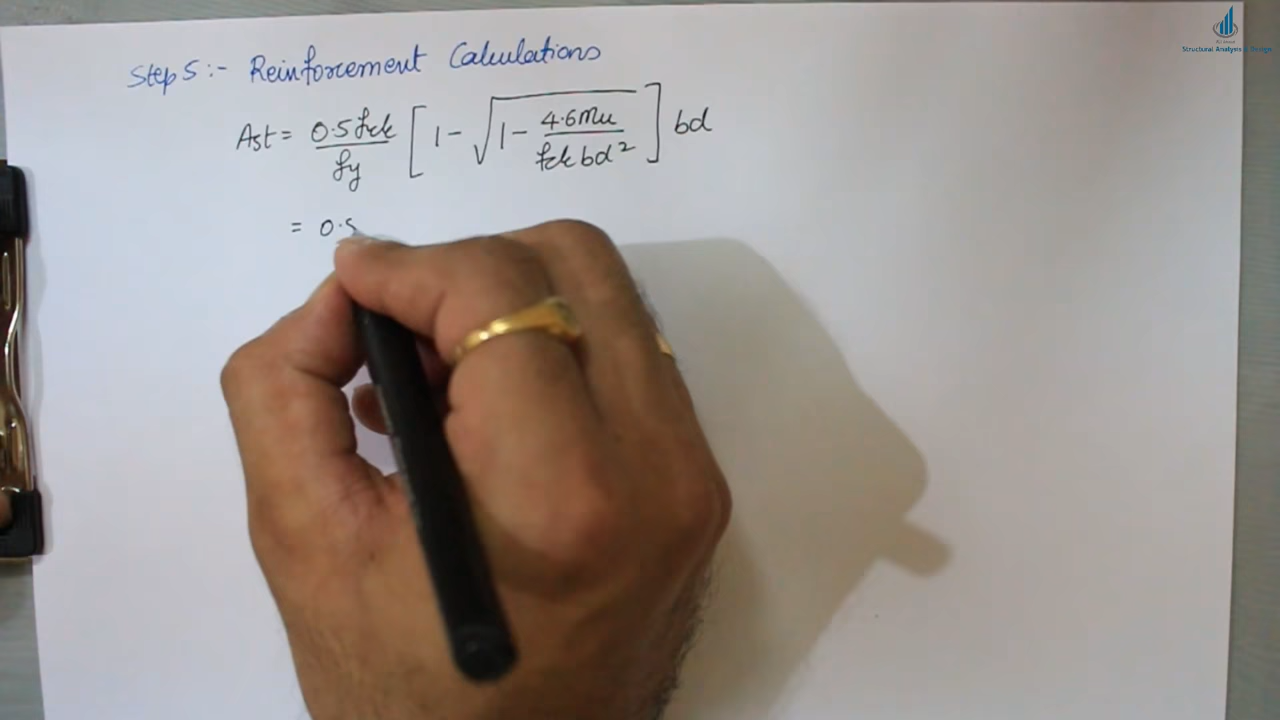 Structural Analysis & Design
Step 5:- Reinforcement Calculations
Ast = 0.5fck/fy [1 - √(1 - 4.6Mu/fck bd²)] bd
= 0.5